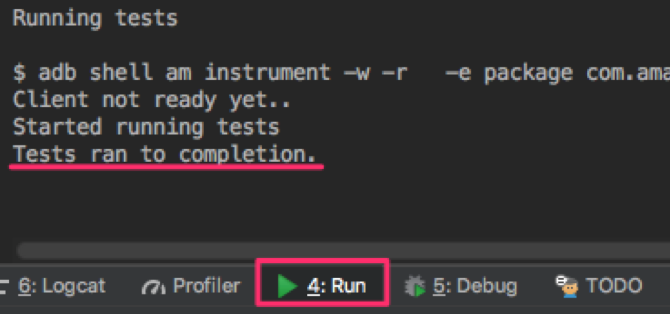 Running tests
$ adb shell am instrument -w -r   -e package com.ama
Client not ready yet..
Started running tests
Tests ran to completion.
6: Logcat Profiler 4: Run 5: Debug TODO